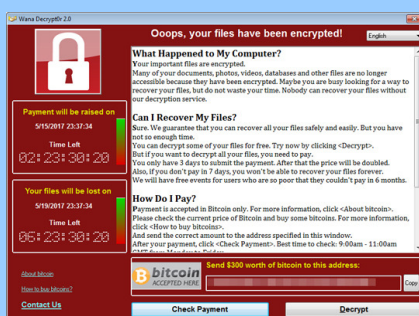 Wana Decrypt0r 2.0
Ooops, your files have been encrypted!
English
What Happened to My Computer?
Your important files are encrypted.
Many of your documents, photos, videos, databases and other files are no longer
accessible because they have been encrypted. Maybe you are busy looking for a way to
recover your files, but do not waste your time. Nobody can recover your files without
our decryption service.
Can I Recover My Files?
Sure. We guarantee that you can recover all your files safely and easily. But you have
not so enough time.
You can decrypt some of your files for free. Try now by clicking <Decrypt>.
But if you want to decrypt all your files, you need to pay.
You only have 3 days to submit the payment. After that the price will be doubled.
Also, if you don't pay in 7 days, you won't be able to recover your files forever.
We will have free events for users who are so poor that they couldn't pay in 6 months.
How Do I Pay?
Payment is accepted in Bitcoin only. For more information, click <About bitcoin>.
Please check the current price of Bitcoin and buy some bitcoins. For more information,
click <How to buy bitcoins>.
And send the correct amount to the address specified in this window.
After your payment, click <Check Payment>. Best time to check: 9:00am - 11:00am
GMT from Monday to Friday.
Payment will be raised on
5/15/2017 23:37:34
Time Left
02:23:30:20
Your files will be lost on
5/19/2017 23:37:34
Time Left
06:23:30:20
About bitcoin
How to buy bitcoins?
Contact Us
bitcoin
ACCEPTED HERE
Send $300 worth of bitcoin to this address:
Copy
Check Payment
Decrypt